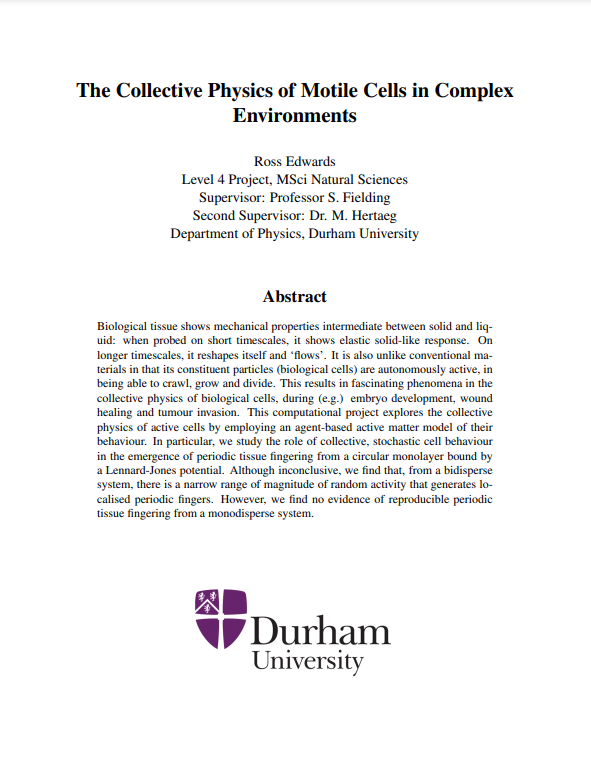 The Collective Physics of Motile Cells in Complex
Environments
Ross Edwards
Level 4 Project, MSci Natural Sciences
Supervisor: Professor S. Fielding
Second Supervisor: Dr. M. Hertaeg
Department of Physics, Durham University
Abstract
Biological tissue shows mechanical properties intermediate between solid and liq-
uid: when probed on short timescales, it shows elastic solid-like response. On
longer timescales, it reshapes itself and ‘flows’. It is also unlike conventional ma-
terials in that its constituent particles (biological cells) are autonomously active, in
being able to crawl, grow and divide. This results in fascinating phenomena in the
collective physics of biological cells, during (e.g.) embryo development, wound
healing and tumour invasion. This computational project explores the collective
physics of active cells by employing an agent-based active matter model of their
behaviour. In particular, we study the role of collective, stochastic cell behaviour
in the emergence of periodic tissue fingering from a circular monolayer bound by
a Lennard-Jones potential. Although inconclusive, we find that, from a bidisperse
system, there is a narrow range of magnitude of random activity that generates lo-
calised periodic fingers. However, we find no evidence of reproducible periodic
tissue fingering from a monodisperse system.
Durham
University